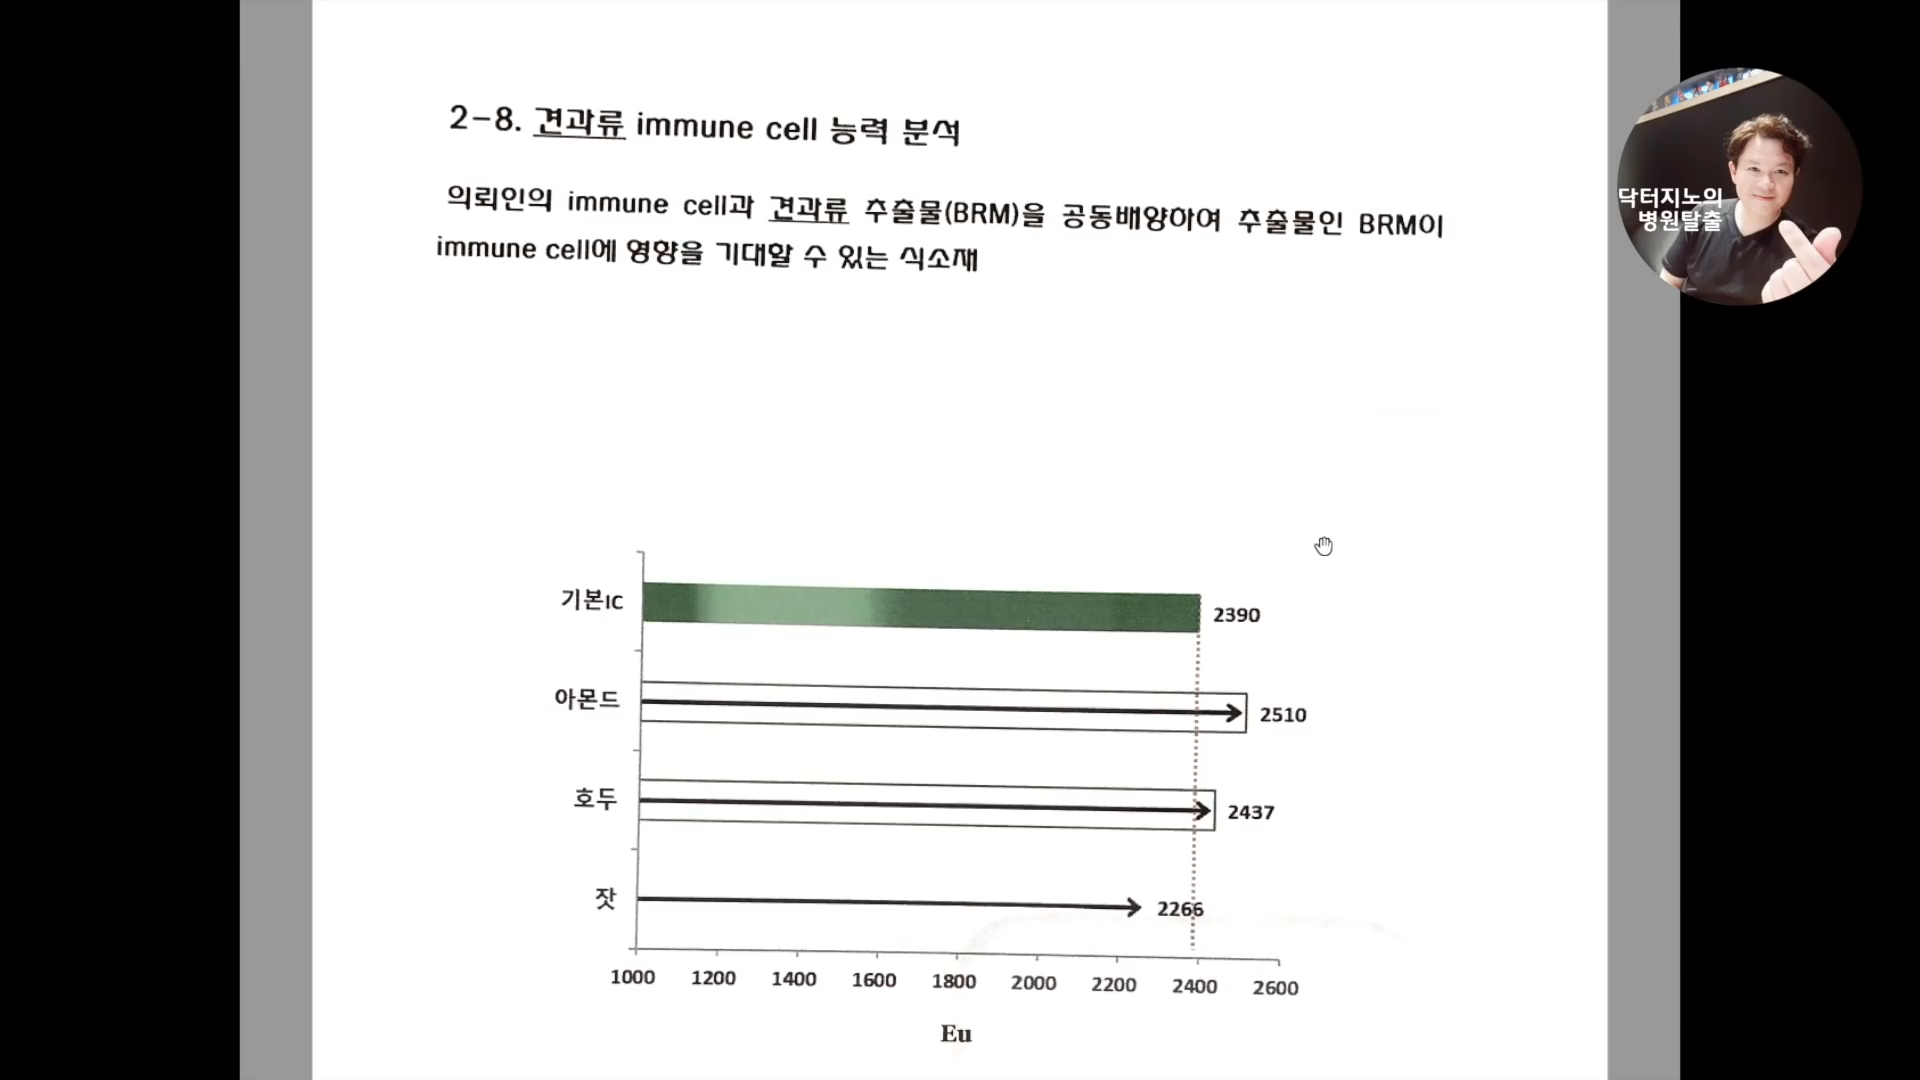 2-8. 견과류 immune cell 능력 분석
의뢰인의 immune cell과 견과류 추출물(BRM)을 공동배양하여 추출물인 BRM이
immune cell에 영향을 기대할 수 있는 식소재
닥터지노의
병원탈출
기본IC
2390
아몬드
2510
호두
2437
잣
2266
1000 1200 1400 1600 1800 2000 2200 2400 2600
Eu